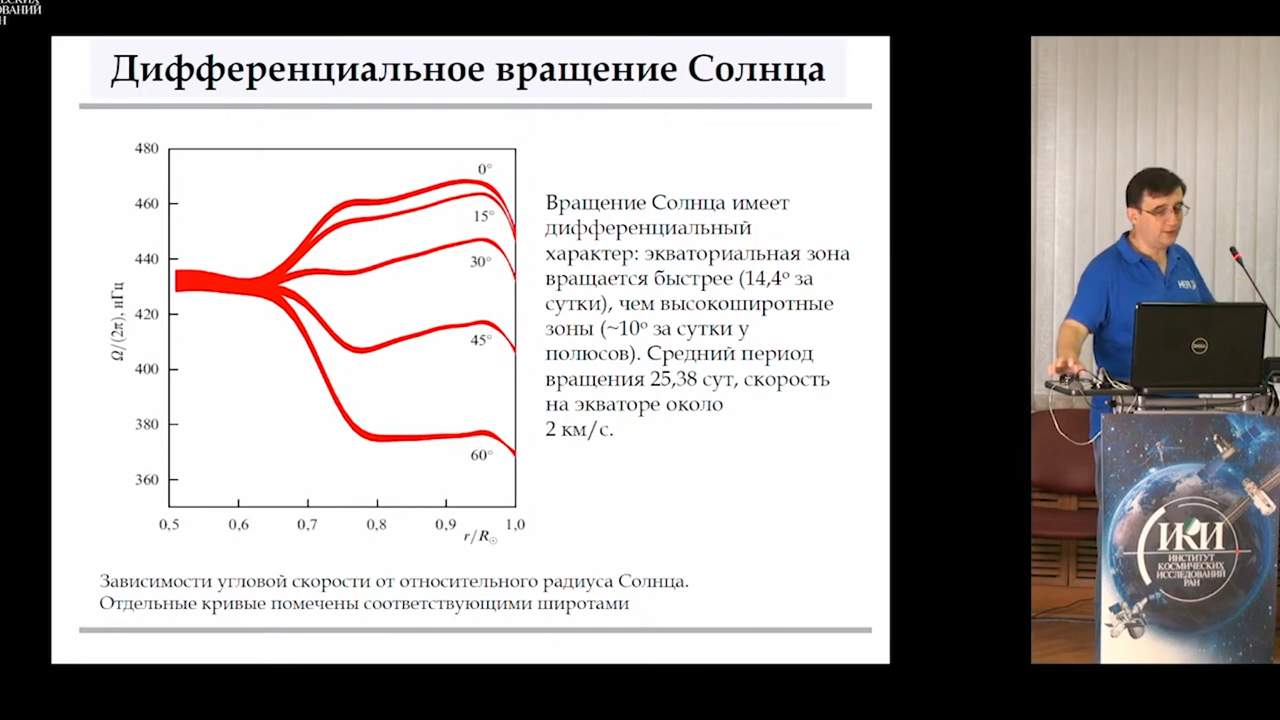 ОВАНИЙ
Дифференциальное вращение Солнца
480
460
440
420
400
380
360
Ω/(2π), нГц
0°
15°
30°
45°
60°
0,5 0,6 0,7 0,8 0,9 1,0
r/R☉
Вращение Солнца имеет
дифференциальный
характер: экваториальная зона
вращается быстрее (14,4º за
сутки), чем высокоширотные
зоны (~10º за сутки у
полюсов). Средний период
вращения 25,38 сут, скорость
на экваторе около
2 км/с.
Зависимости угловой скорости от относительного радиуса Солнца.
Отдельные кривые помечены соответствующими широтами
DELL
ИКИ
ИНСТИТУТ
КОСМИЧЕСКИХ
ИССЛЕДОВАНИЙ
РАН